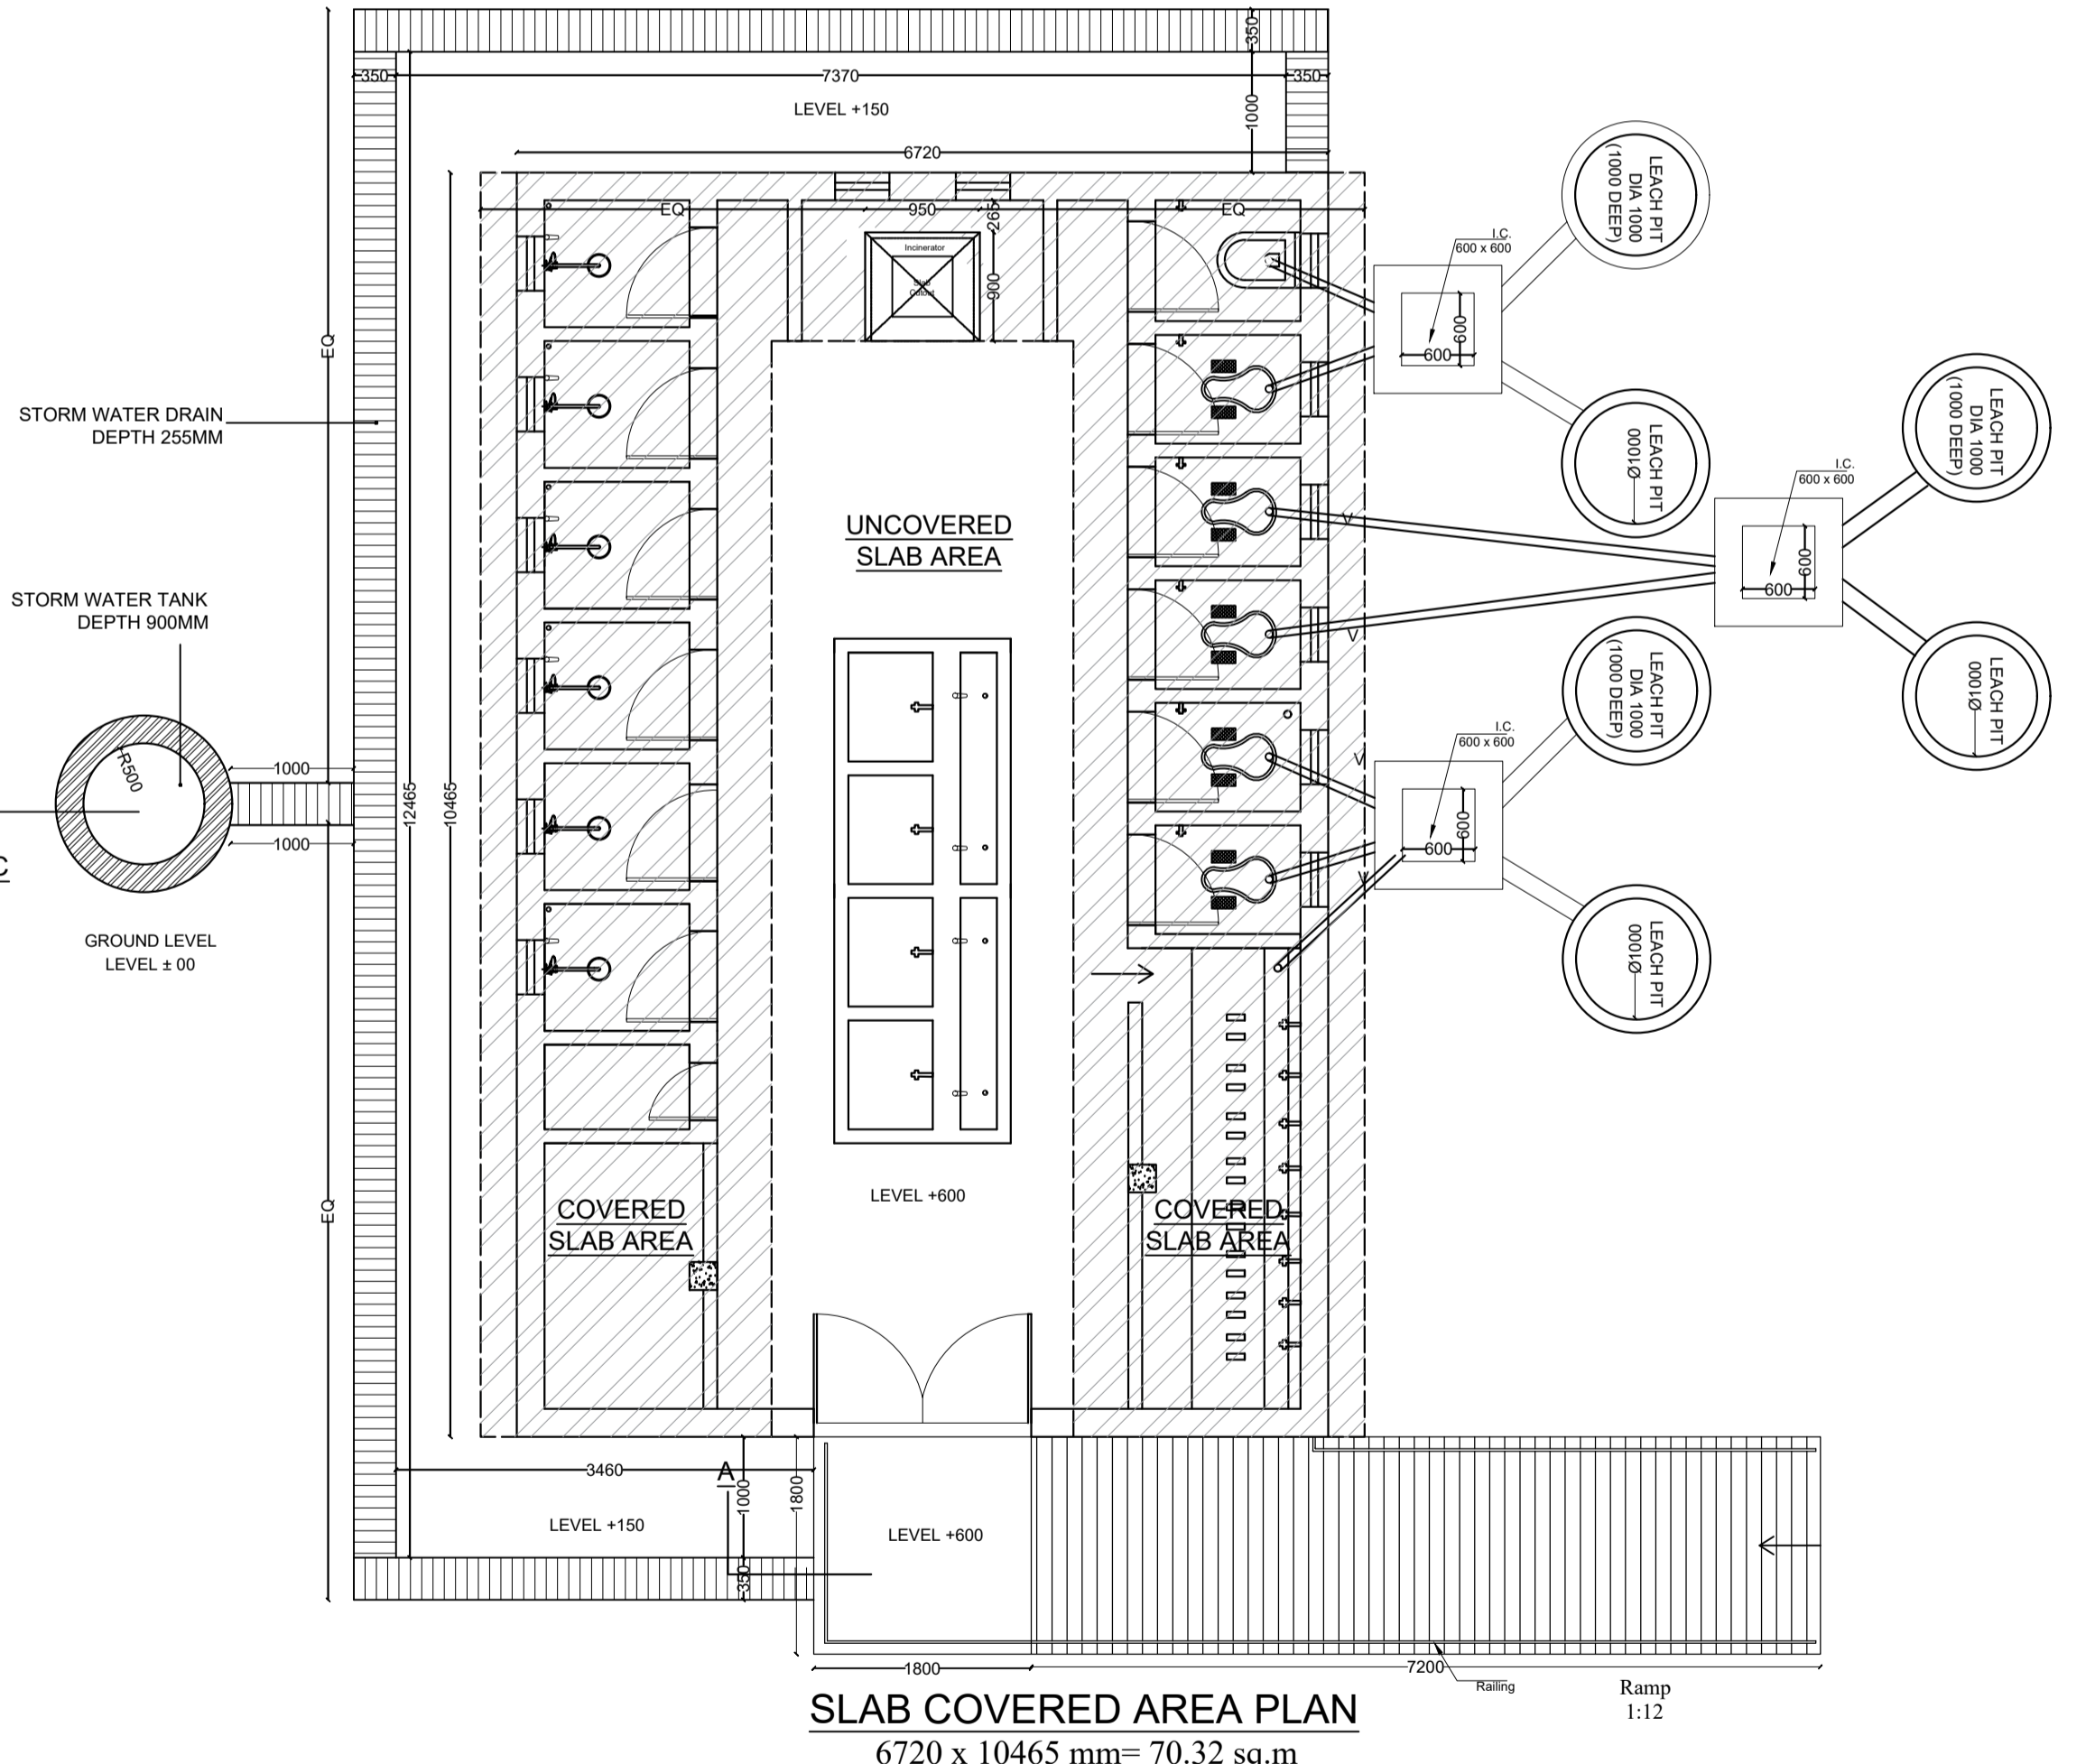 350
350
7370
350
LEVEL +150
1000
6720
EQ
950
EQ
265
Incinerator
Slab
Cutout
900
EQ
I.C.
600 x 600
600
600
LEACH PIT
DIA 1000
(1000 DEEP)
LEACH PIT
Ø1000
STORM WATER DRAIN
DEPTH 255MM
UNCOVERED
SLAB AREA
V
V
V
V
I.C.
600 x 600
600
600
LEACH PIT
DIA 1000
(1000 DEEP)
LEACH PIT
Ø1000
STORM WATER TANK
DEPTH 900MM
R500
1000
1000
12465
10465
C
GROUND LEVEL
LEVEL ± 00
I.C.
600 x 600
600
600
LEACH PIT
DIA 1000
(1000 DEEP)
LEACH PIT
Ø1000
EQ
COVERED
SLAB AREA
LEVEL +600
COVERED
SLAB AREA
3460
A
1000
1800
LEVEL +150
LEVEL +600
350
1800
7200
Railing
Ramp
1:12
SLAB COVERED AREA PLAN
6720 x 10465 mm= 70.32 sq.m